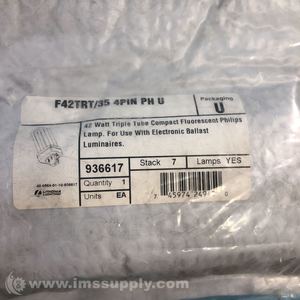 F42TRT/35 4PIN PH U
Packaging
U
42 Watt Triple Tube Compact Fluorescent Philips
Lamp. For Use With Electronic Ballast
Luminaires.
936617
Stack 7 Lamps YES
Quantity 1
Units EA
© www.imssupply.com